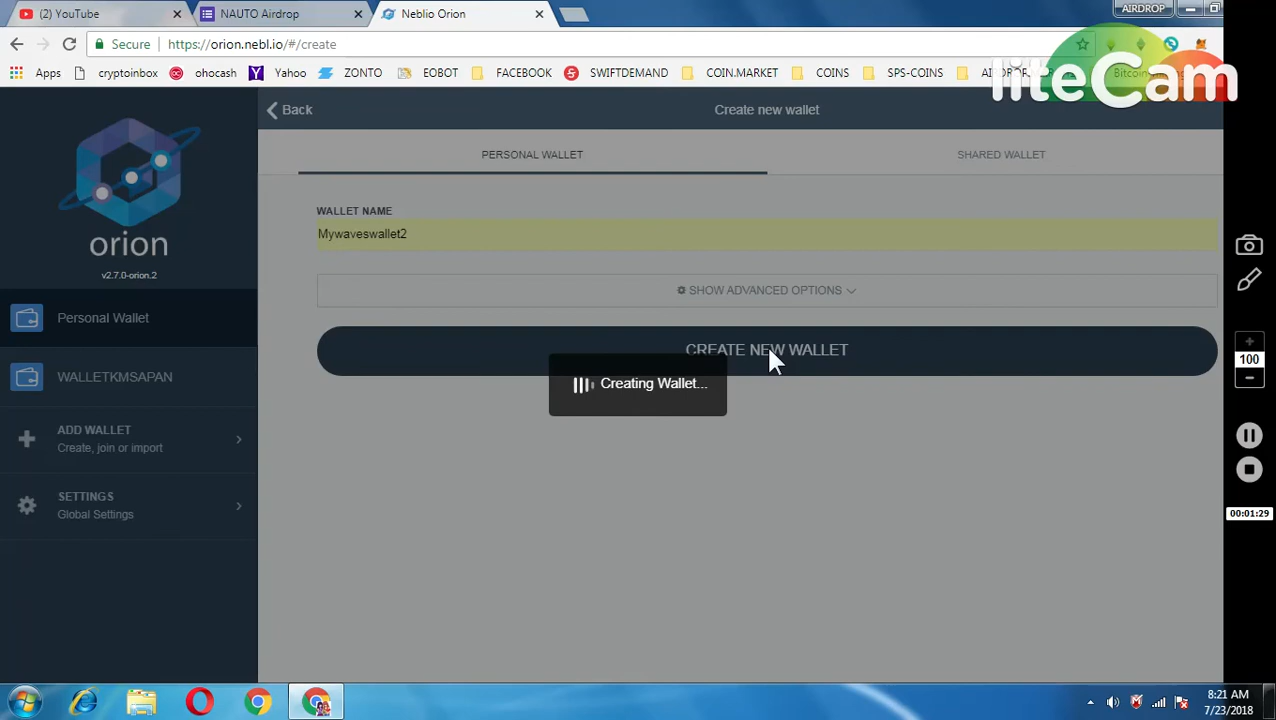 (2) YouTube
NAUTO Airdrop
Neblio Orion
AIRDROP
Secure
https://orion.nebl.io/#/create
Apps
cryptoinbox
ohocash
Yahoo
ZONTO
EOBOT
FACEBOOK
SWIFTDEMAND
COIN.MARKET
COINS
SPS-COINS
liteCam
Back
Create new wallet
PERSONAL WALLET
SHARED WALLET
orion
v2.7.0-orion.2
WALLET NAME
Mywaveswallet2
SHOW ADVANCED OPTIONS
CREATE NEW WALLET
Creating Wallet...
Personal Wallet
WALLETKMSAPAN
ADD WALLET
Create, join or import
SETTINGS
Global Settings
100
00:01:29
8:21 AM
7/23/2018